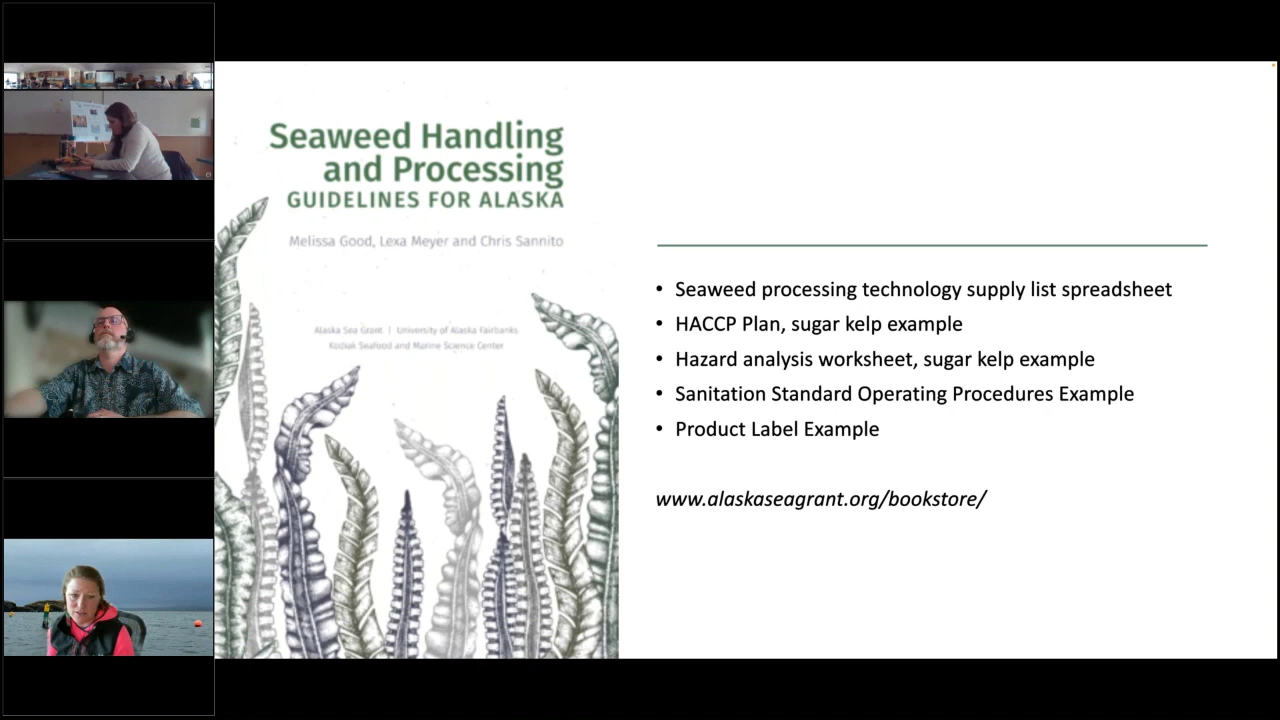 Seaweed Handling
and Processing
GUIDELINES FOR ALASKA
Melissa Good, Lexa Meyer and Chris Sannito
Alaska Sea Grant | University of Alaska Fairbanks
Kodiak Seafood and Marine Science Center
• Seaweed processing technology supply list spreadsheet
• HACCP Plan, sugar kelp example
• Hazard analysis worksheet, sugar kelp example
• Sanitation Standard Operating Procedures Example
• Product Label Example
www.alaskaseagrant.org/bookstore/